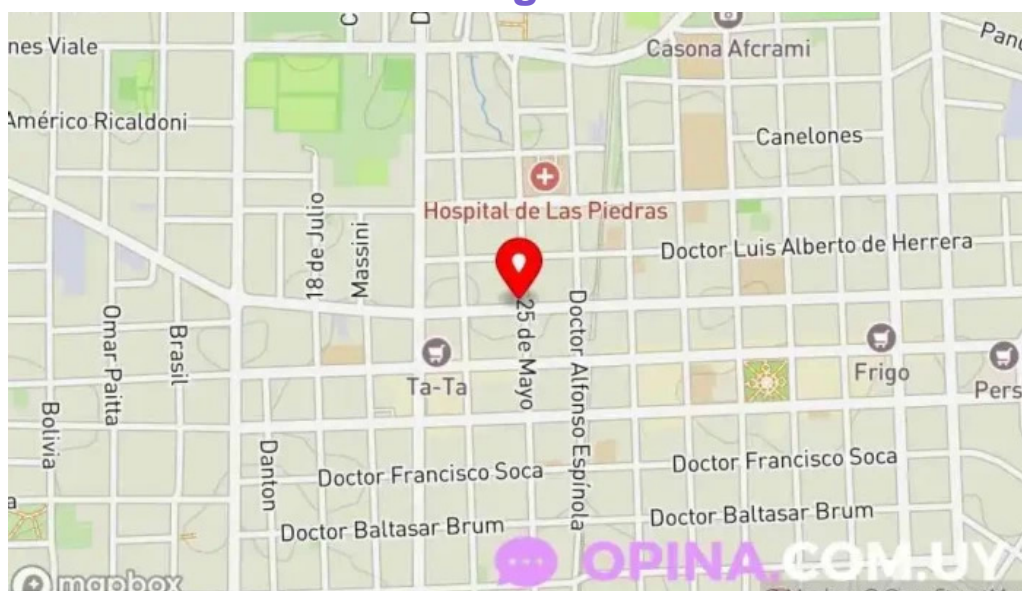 nes Viale
Casona Afcrami
Américo Ricaldoni
Canelones
Hospital de Las Piedras
18 de Julio
Messini
Doctor Luis Alberto de Herrera
Omar Paitta
Brasil
25 de Mayo
Doctor Alfonso Espínola
Ta-Ta
Frigo
Pers
Bolivia
Danton
Doctor Francisco Soca
Doctor Francisco Soca
Doctor Baltasar Brum
Doctor Baltasar Brum
OPINA.COM.UY
mapbox